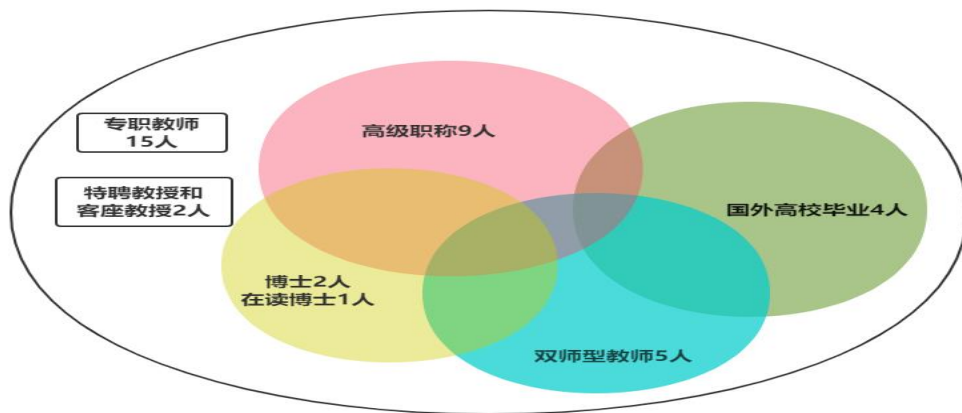 专职教师
15人
特聘教授和
客座教授2人
高级职称9人
国外高校毕业4人
博士2人
在读博士1人
双师型教师5人